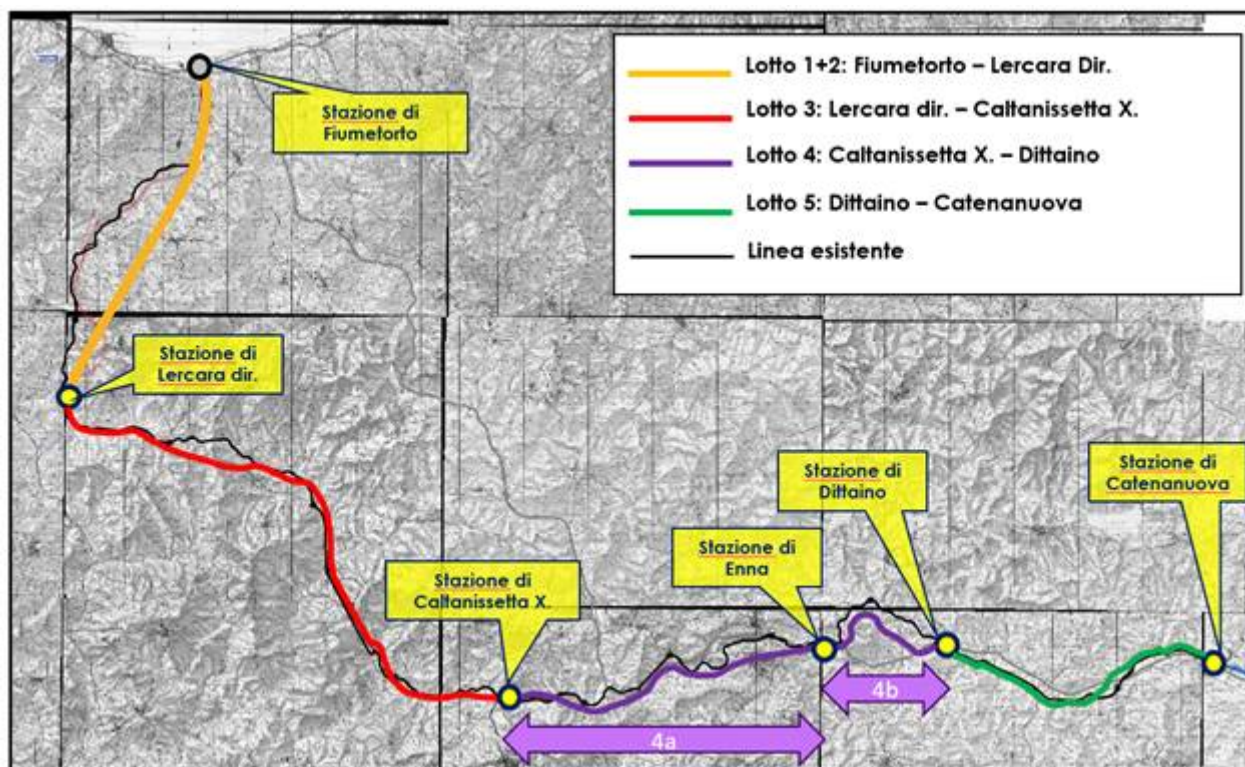 Stazione di
Fiumetorto
Lotto 1+2: Fiumetorto – Lercara Dir.
Lotto 3: Lercara dir. – Caltanissetta X.
Lotto 4: Caltanissetta X. – Dittaino
Lotto 5: Dittaino – Catenanuova
Linea esistente
Stazione di
Lercara dir.
Stazione di
Dittaino
Stazione di
Catenanuova
Stazione di
Enna
Stazione di
Caltanissetta X.
4b
4a